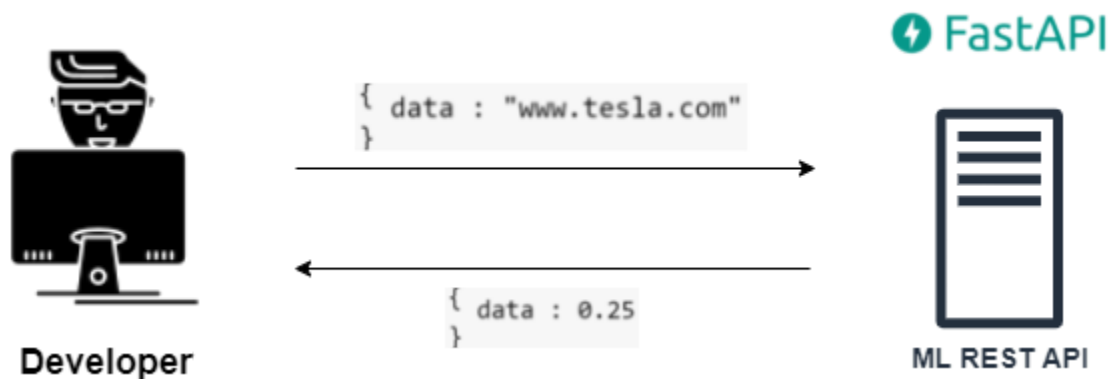 FastAPI
{
data : "www.tesla.com"
}
{
data : 0.25
}
Developer
ML REST API